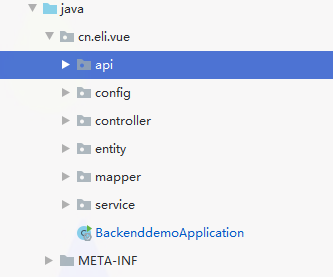 java
cn.eli.vue
api
config
controller
entity
mapper
service
BackenddemoApplication
META-INF